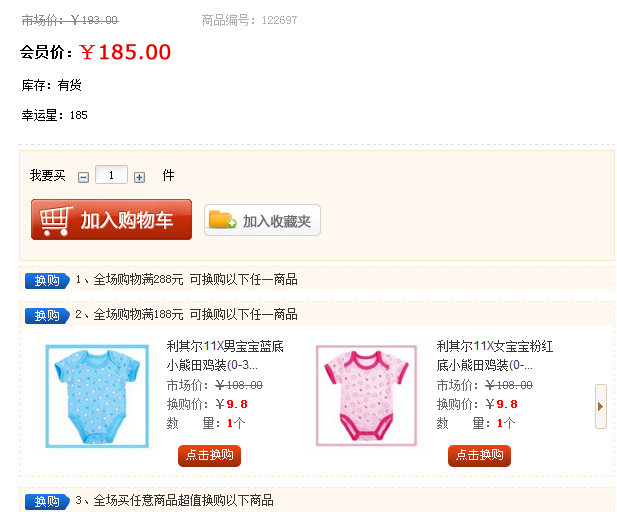 市场价：￥193.00 商品编号：122697
会员价：￥185.00
库存：有货
幸运星：185
我要买 1 件
加入购物车 加入收藏夹
换购 1、全场购物满288元 可换购以下任一商品
换购 2、全场购物满188元 可换购以下任一商品
利其尔11X男宝宝蓝底
小熊田鸡装(0-3...
市场价：￥108.00
换购价：￥9.8
数 量：1个
点击换购
利其尔11X女宝宝粉红
底小熊田鸡装(0-...
市场价：￥108.00
换购价：￥9.8
数 量：1个
点击换购
换购 3、全场买任意商品超值换购以下商品